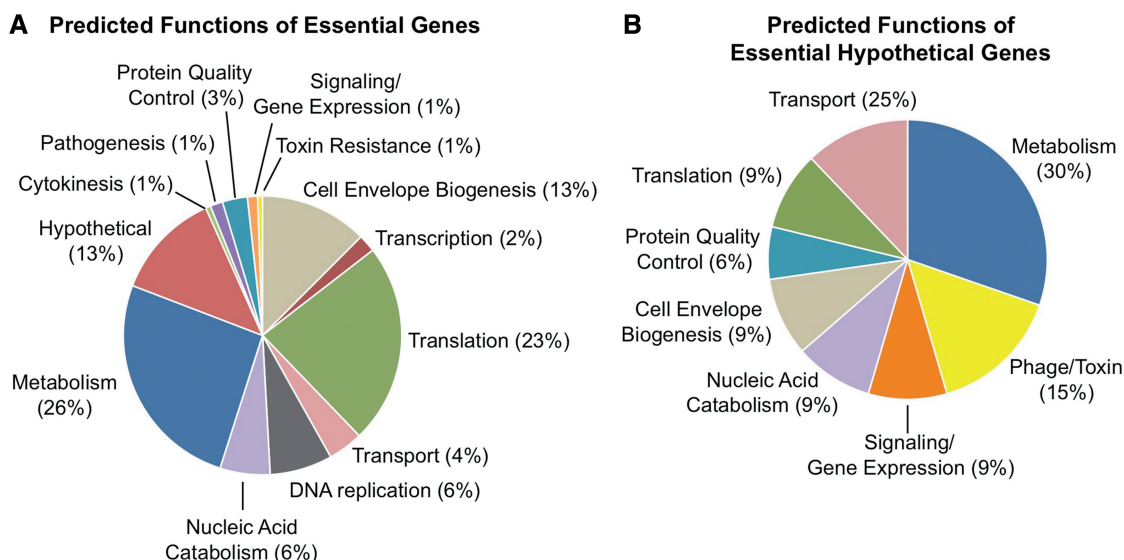 A Predicted Functions of Essential Genes
Protein Quality
Control (3%)
Signaling/
Gene Expression (1%)
Pathogenesis (1%)
Toxin Resistance (1%)
Cytokinesis (1%)
Cell Envelope Biogenesis (13%)
Hypothetical
(13%)
Transcription (2%)
Translation (23%)
Metabolism
(26%)
Transport (4%)
DNA replication (6%)
Nucleic Acid
Catabolism (6%)
B Predicted Functions of
Essential Hypothetical Genes
Transport (25%)
Metabolism
(30%)
Translation (9%)
Protein Quality
Control (6%)
Cell Envelope
Biogenesis (9%)
Phage/Toxin
(15%)
Nucleic Acid
Catabolism (9%)
Signaling/
Gene Expression (9%)